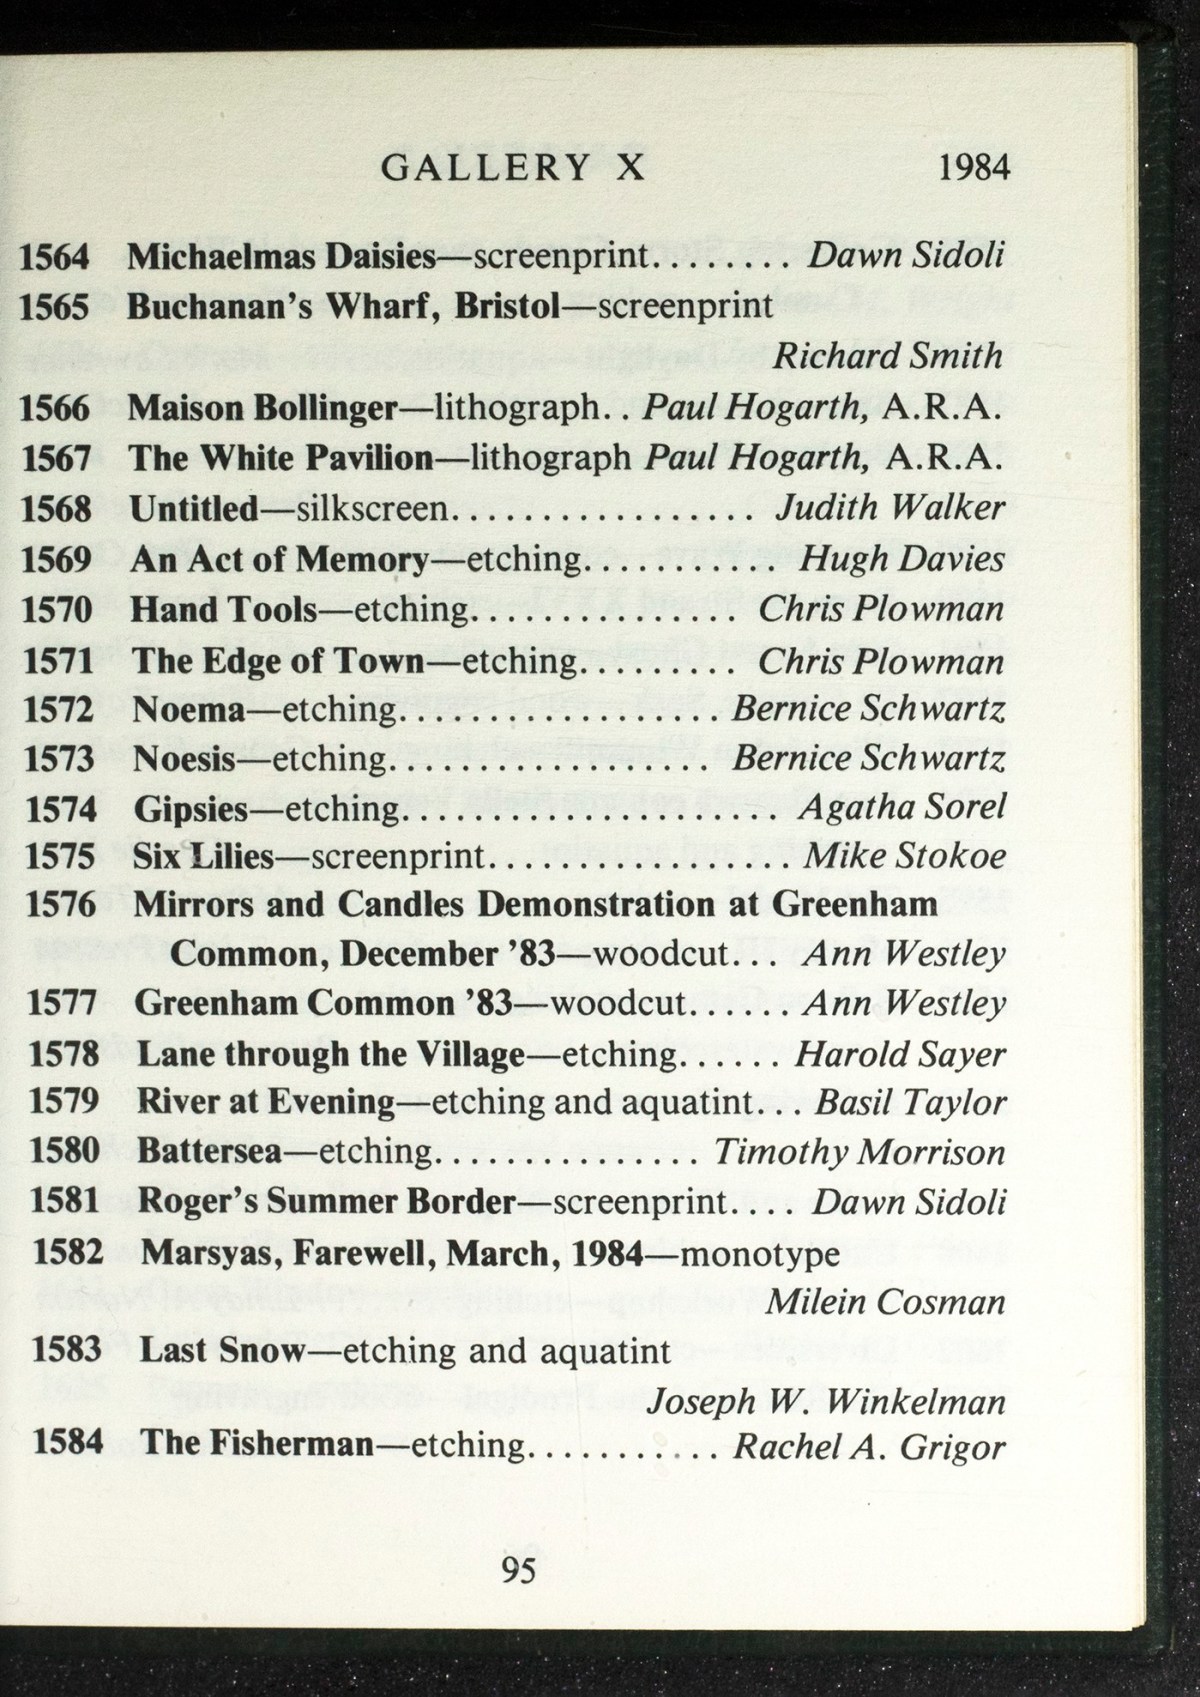 GALLERY X 1984
1564 Michaelmas Daisies—screenprint........ Dawn Sidoli
1565 Buchanan's Wharf, Bristol—screenprint
Richard Smith
1566 Maison Bollinger—lithograph.. Paul Hogarth, A.R.A.
1567 The White Pavilion—lithograph Paul Hogarth, A.R.A.
1568 Untitled—silkscreen................. Judith Walker
1569 An Act of Memory—etching........... Hugh Davies
1570 Hand Tools—etching............... Chris Plowman
1571 The Edge of Town—etching......... Chris Plowman
1572 Noema—etching.................. Bernice Schwartz
1573 Noesis—etching.................. Bernice Schwartz
1574 Gipsies—etching..................... Agatha Sorel
1575 Six Lilies—screenprint................. Mike Stokoe
1576 Mirrors and Candles Demonstration at Greenham
Common, December '83—woodcut... Ann Westley
1577 Greenham Common '83—woodcut...... Ann Westley
1578 Lane through the Village—etching...... Harold Sayer
1579 River at Evening—etching and aquatint... Basil Taylor
1580 Battersea—etching............... Timothy Morrison
1581 Roger's Summer Border—screenprint.... Dawn Sidoli
1582 Marsyas, Farewell, March, 1984—monotype
Milein Cosman
1583 Last Snow—etching and aquatint
Joseph W. Winkelman
1584 The Fisherman—etching........... Rachel A. Grigor
95